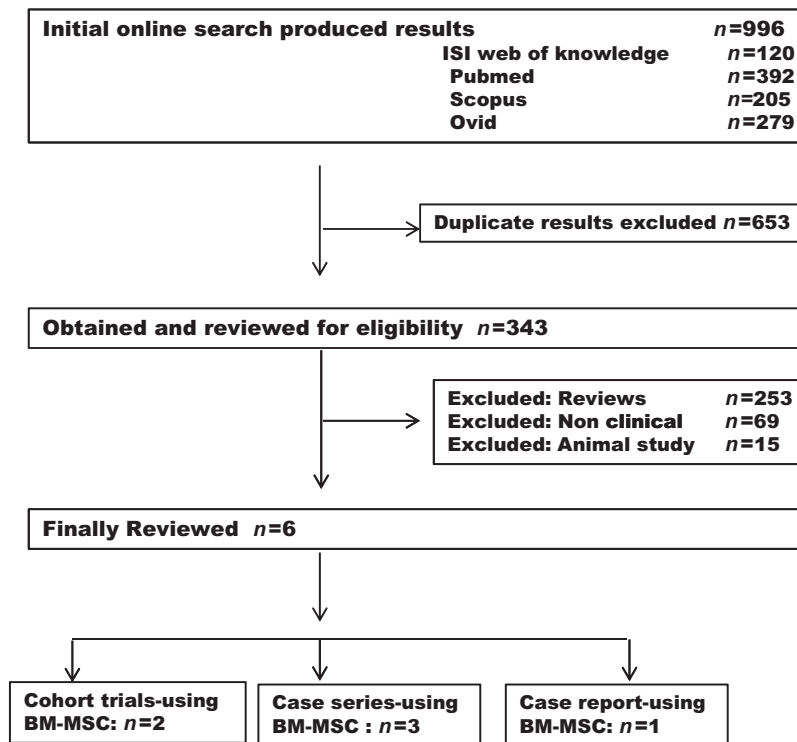 Initial online search produced results n=996
ISI web of knowledge n=120
Pubmed n=392
Scopus n=205
Ovid n=279
Duplicate results excluded n=653
Obtained and reviewed for eligibility n=343
Excluded: Reviews n=253
Excluded: Non clinical n=69
Excluded: Animal study n=15
Finally Reviewed n=6
Cohort trials-using
BM-MSC: n=2
Case series-using
BM-MSC : n=3
Case report-using
BM-MSC: n=1